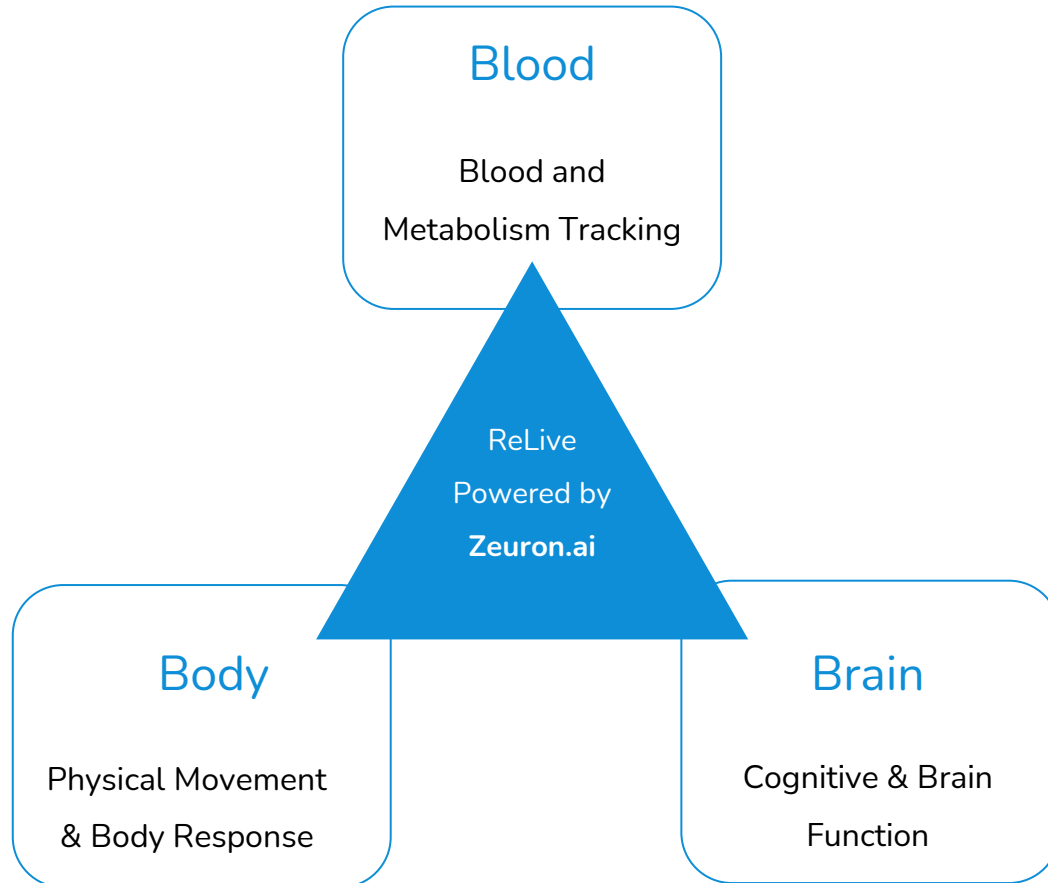 Blood
Blood and
Metabolism Tracking
ReLive
Powered by
Zeuron.ai
Body
Physical Movement
& Body Response
Brain
Cognitive & Brain
Function